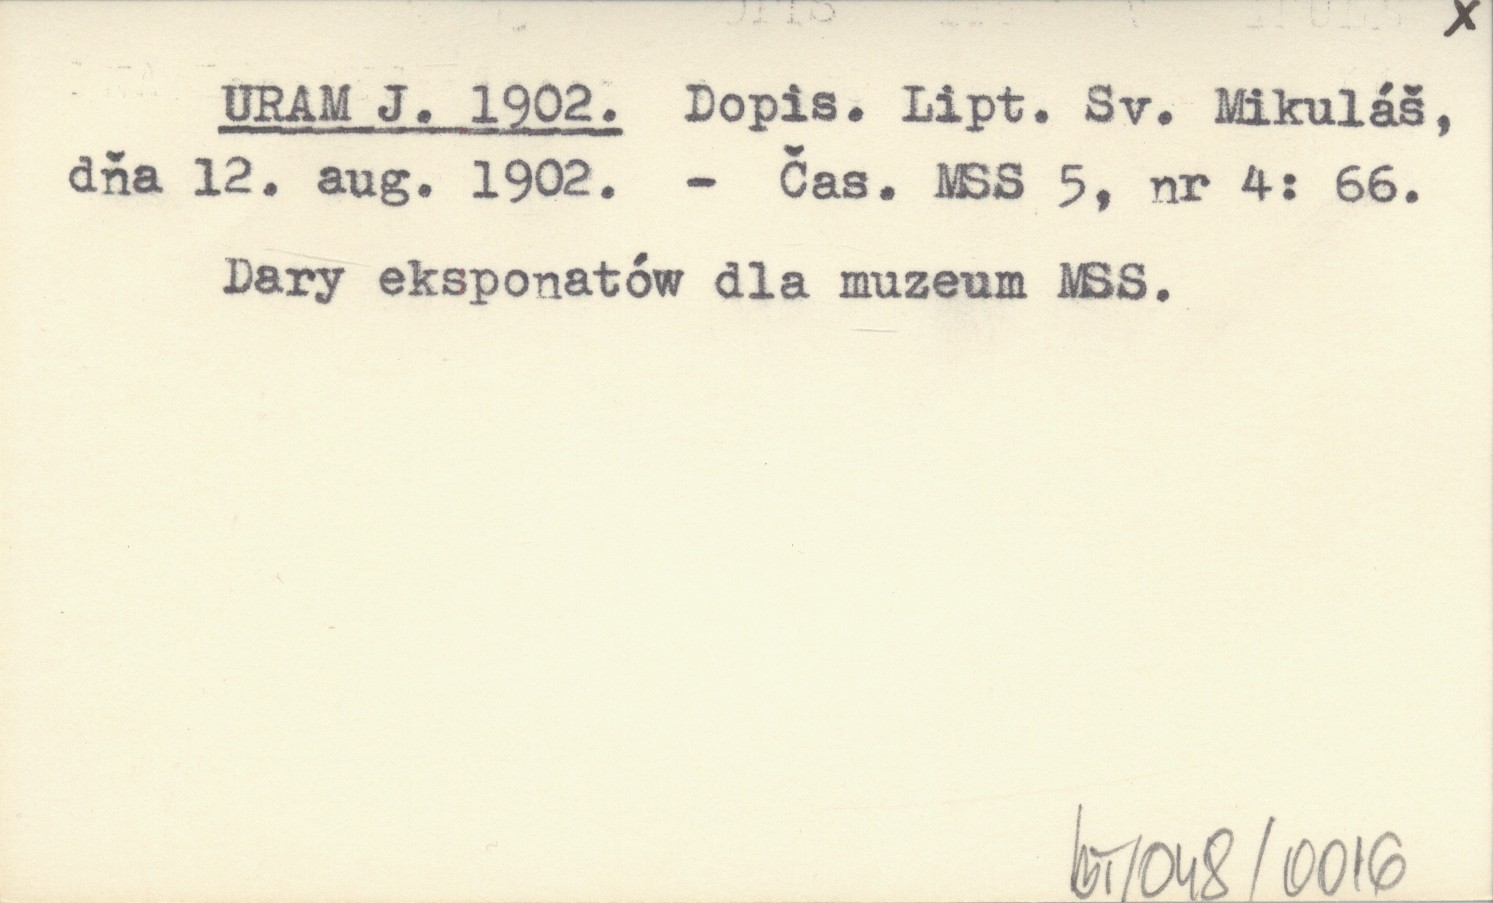 x
URAM J. 1902. Dopis. Lipt. Sv. Mikuláš,
dňa 12. aug. 1902. - Čas. MSS 5, nr 4: 66.
Dary eksponatów dla muzeum MSS.
/048/0016